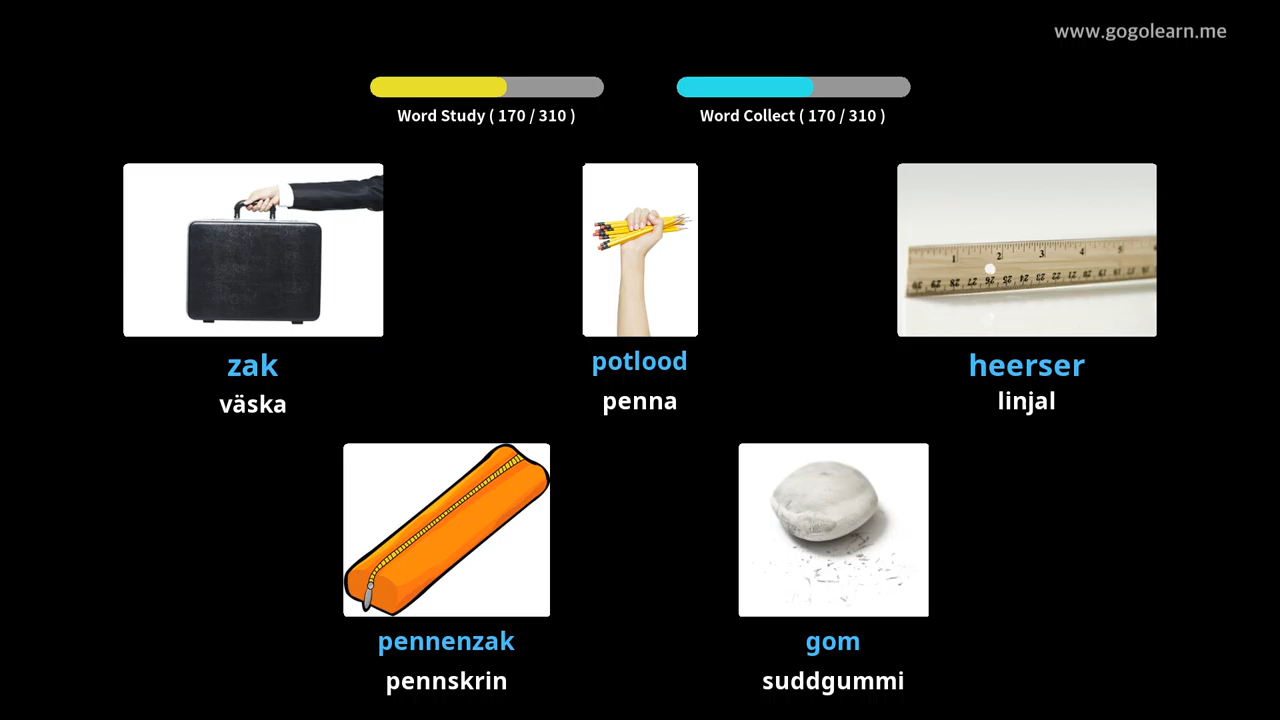 www.gogolearn.me
Word Study ( 170 / 310 )
Word Collect ( 170 / 310 )
zak
väska
potlood
penna
heerser
linjal
pennenzak
pennskrin
gom
suddgummi